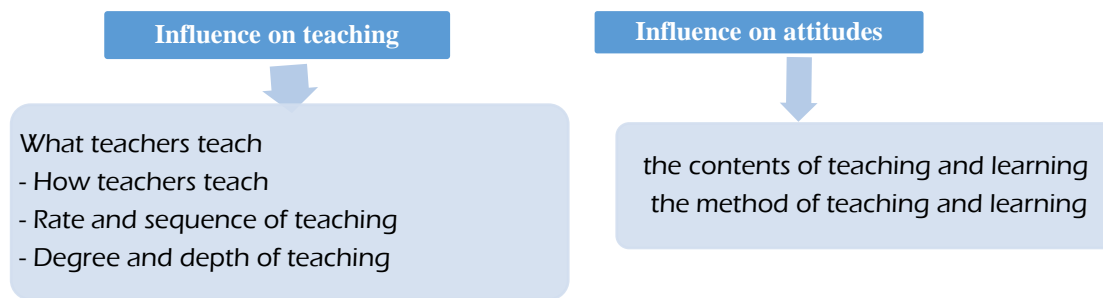 Influence on teaching
What teachers teach
- How teachers teach
- Rate and sequence of teaching
- Degree and depth of teaching
Influence on attitudes
the contents of teaching and learning
the method of teaching and learning